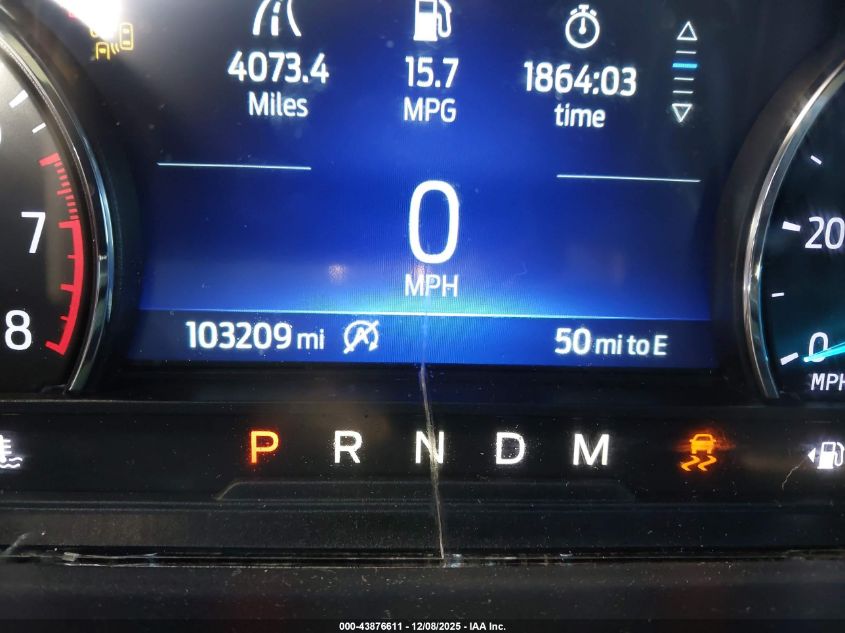 4073.4 15.7 1864:03
Miles MPG time
7 0 20
MPH
8 103209 mi A 50 mi to E 0
MPH
P R N D M
000-43876611 - 12/08/2025 - IAA Inc.